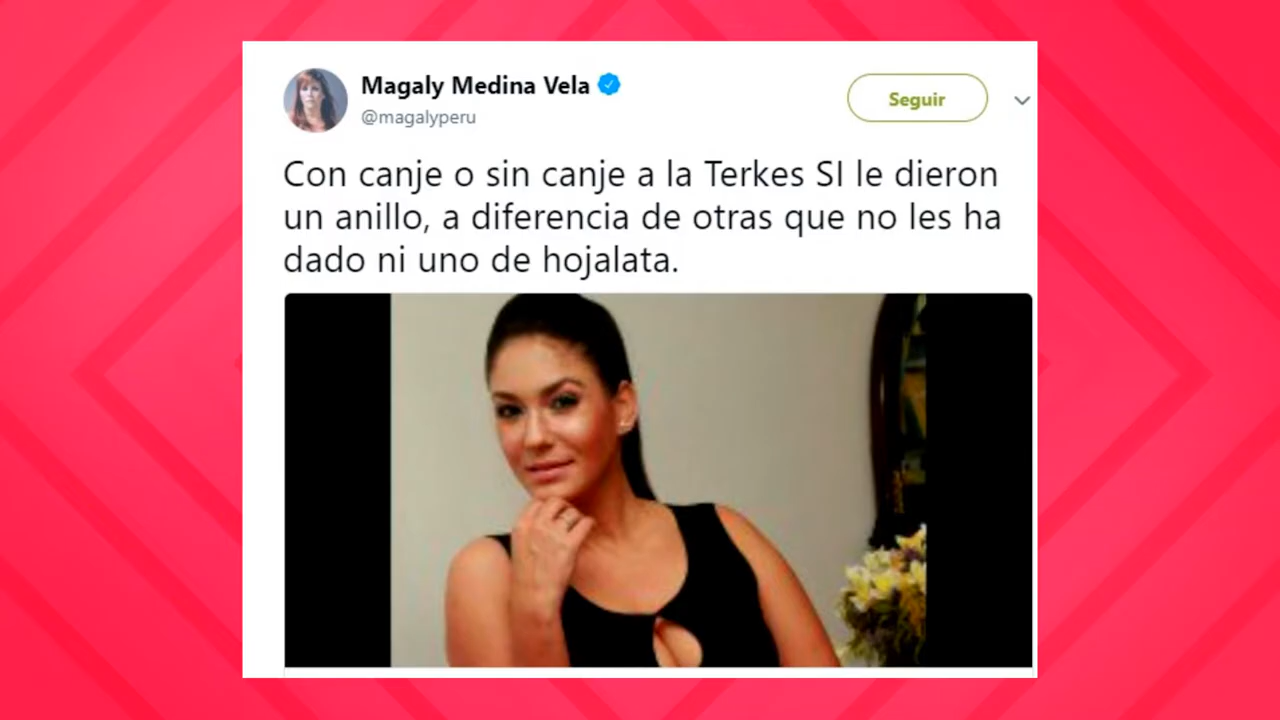 Magaly Medina Vela
@magalyperu
Seguir
Con canje o sin canje a la Terkes SI le dieron
un anillo, a diferencia de otras que no les ha
dado ni uno de hojalata.